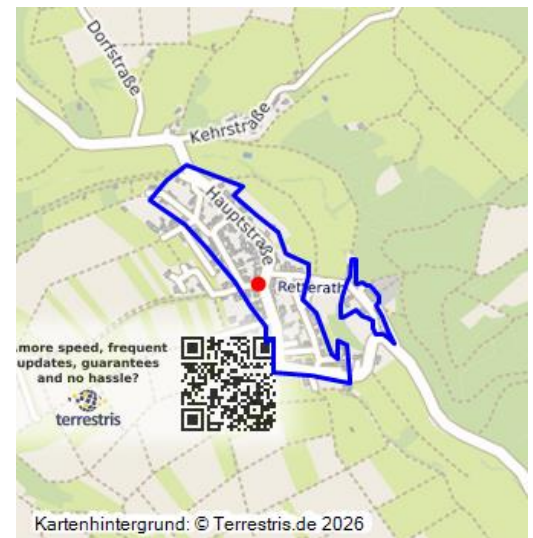 Dorfstraße
Kehrstraße
Hauptstraße
Retterath
more speed, frequent
updates, guarantees
and no hassle?
terrestris
Kartenhintergrund: © Terrestris.de 2026